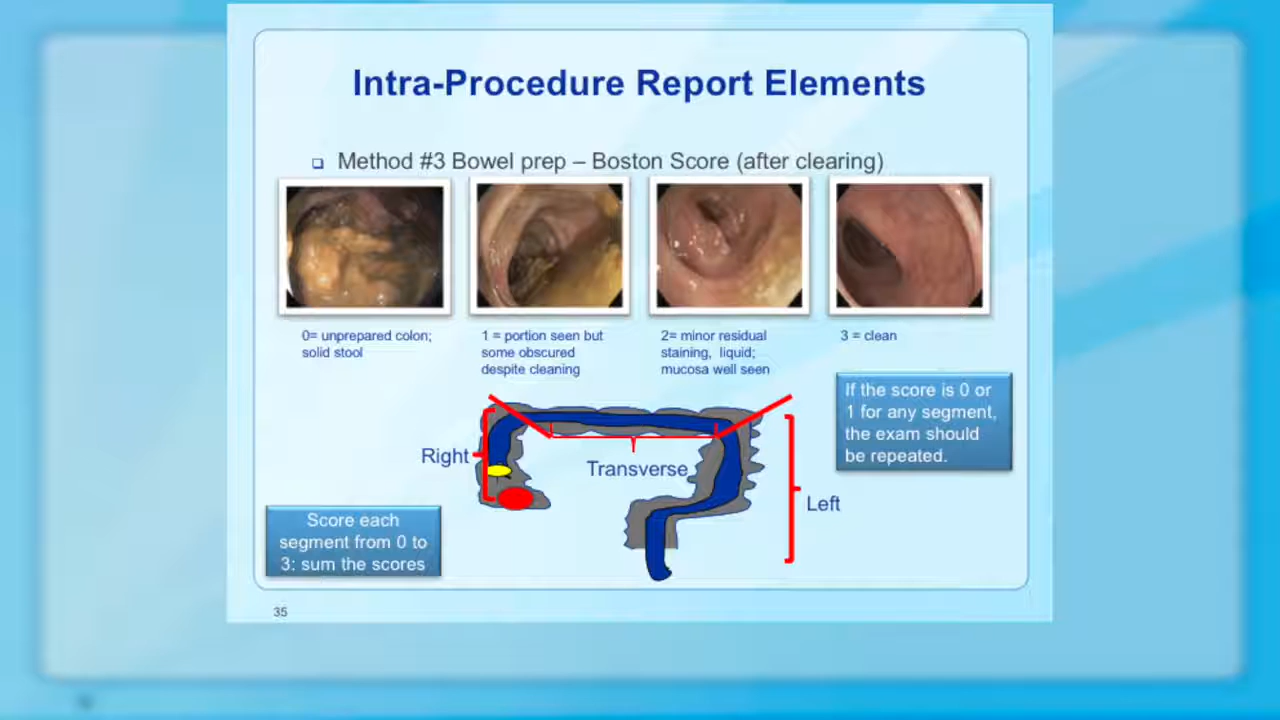 Intra-Procedure Report Elements
Method #3 Bowel prep – Boston Score (after clearing)
0= unprepared colon;
solid stool
1 = portion seen but
some obscured
despite cleaning
2= minor residual
staining, liquid;
mucosa well seen
3 = clean
If the score is 0 or
1 for any segment,
the exam should
be repeated.
Right
Transverse
Left
Score each
segment from 0 to
3: sum the scores
35